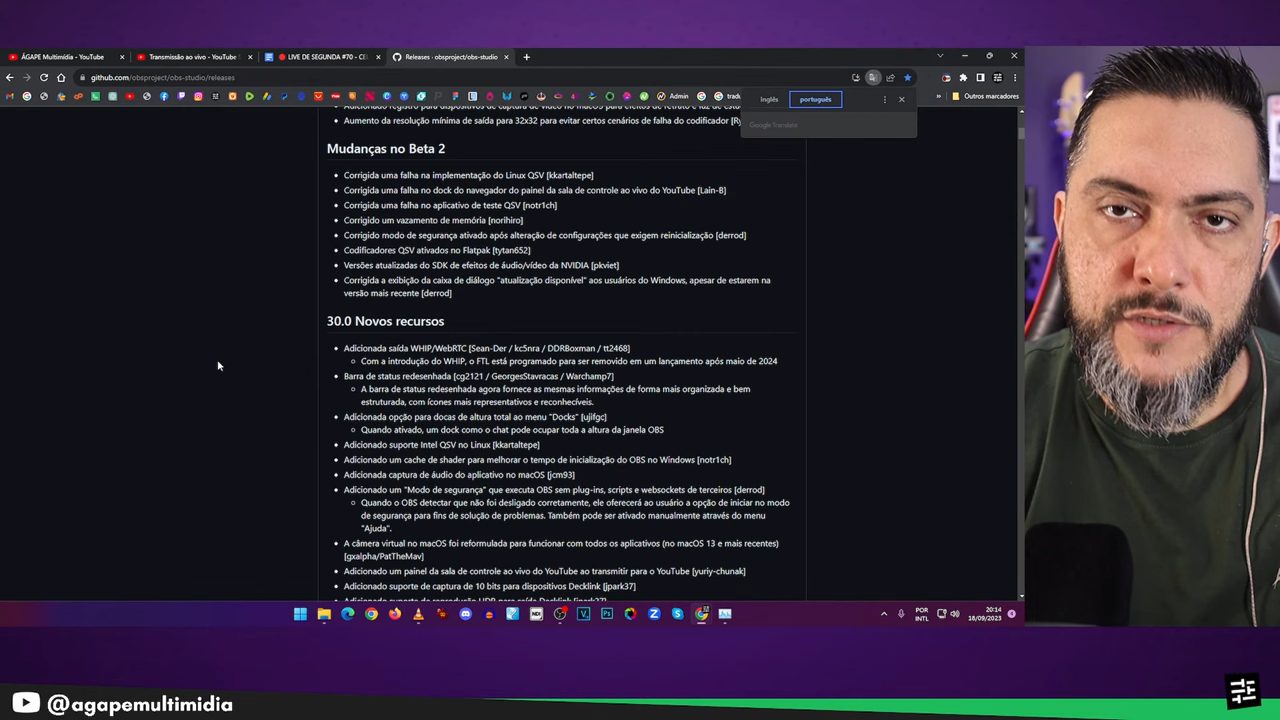 ÁGAPE Multimídia - YouTube
Transmissão ao vivo - YouTube S
LIVE DE SEGUNDA #70 - CE
Releases · obsproject/obs-studio
github.com/obsproject/obs-studio/releases
Admin
tradu
Outros marcadores
inglês
português
Google Translate
Aumento da resolução mínima de saída para 32x32 para evitar certos cenários de falha do codificador [Ry
Mudanças no Beta 2
Corrigida uma falha na implementação do Linux QSV [kkartaltepe]
Corrigida uma falha no dock do navegador do painel da sala de controle ao vivo do YouTube [Lain-B]
Corrigida uma falha no aplicativo de teste QSV [notr1ch]
Corrigido um vazamento de memória [norihiro]
Corrigido modo de segurança ativado após alteração de configurações que exigem reinicialização [derrod]
Codificadores QSV ativados no Flatpak [tytan652]
Versões atualizadas do SDK de efeitos de áudio/vídeo da NVIDIA [pkviet]
Corrigida a exibição da caixa de diálogo "atualização disponível" aos usuários do Windows, apesar de estarem na
versão mais recente [derrod]
30.0 Novos recursos
Adicionada saída WHIP/WebRTC [Sean-Der / kc5nra / DDRBoxman / tt2468]
Com a introdução do WHIP, o FTL está programado para ser removido em um lançamento após maio de 2024
Barra de status redesenhada [cg2121 / GeorgesStavracas / Warchamp7]
A barra de status redesenhada agora fornece as mesmas informações de forma mais organizada e bem
estruturada, com ícones mais representativos e reconhecíveis.
Adicionada opção para docas de altura total ao menu "Docks" [ujifgc]
Quando ativado, um dock como o chat pode ocupar toda a altura da janela OBS
Adicionado suporte Intel QSV no Linux [kkartaltepe]
Adicionado um cache de shader para melhorar o tempo de inicialização do OBS no Windows [notr1ch]
Adicionada captura de áudio do aplicativo no macOS [jcm93]
Adicionado um "Modo de segurança" que executa OBS sem plug-ins, scripts e websockets de terceiros [derrod]
Quando o OBS detectar que não foi desligado corretamente, ele oferecerá ao usuário a opção de iniciar no modo
de segurança para fins de solução de problemas. Também pode ser ativado manualmente através do menu
"Ajuda".
A câmera virtual no macOS foi reformulada para funcionar com todos os aplicativos (no macOS 13 e mais recentes)
[gxalpha/PatTheMav]
Adicionado um painel da sala de controle ao vivo do YouTube ao transmitir para o YouTube [yuriy-chunak]
Adicionado suporte de captura de 10 bits para dispositivos Decklink [jpark37]
POR
INTL
20:14
18/09/2023
@agapemultimidia